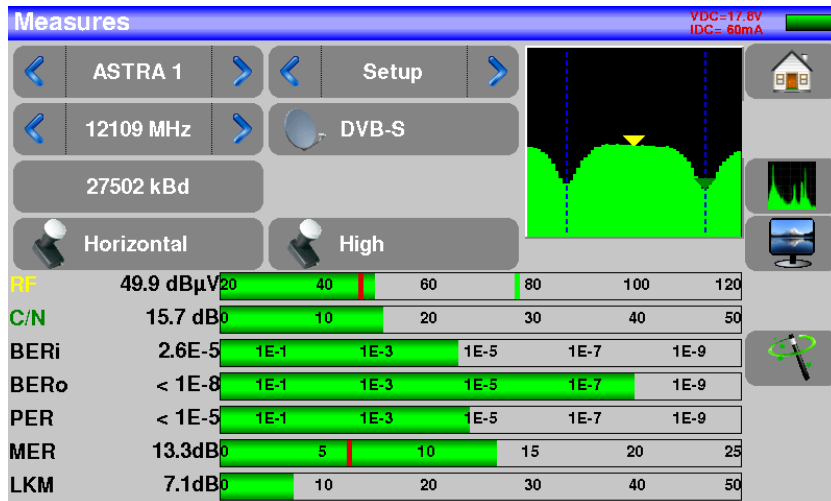 Measures
VDC=17.8V
IDC= 60mA
ASTRA 1
Setup
12109 MHz
DVB-S
27502 kBd
Horizontal
High
RF 49.9 dBµV 20 40 60 80 100 120
C/N 15.7 dB 0 10 20 30 40 50
BERi 2.6E-5 1E-1 1E-3 1E-5 1E-7 1E-9
BERo < 1E-8 1E-1 1E-3 1E-5 1E-7 1E-9
PER < 1E-5 1E-1 1E-3 1E-5 1E-7 1E-9
MER 13.3dB 0 5 10 15 20 25
LKM 7.1dB 0 10 20 30 40 50